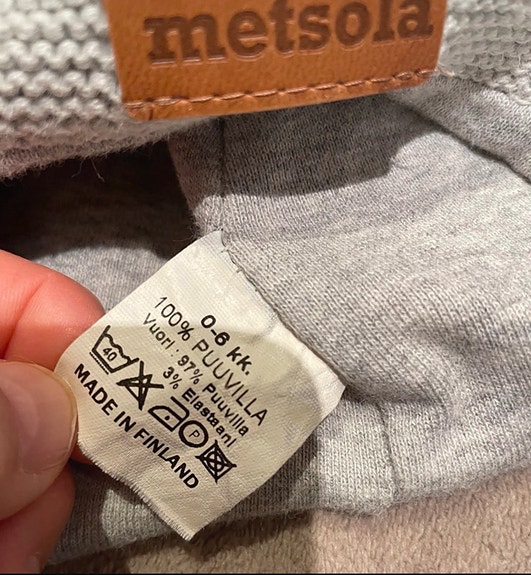 metsola
0-6 kk.
100% PUUVILLA
Vuori : 97% Puuvilla
3% Elastaani
40
P
MADE IN FINLAND